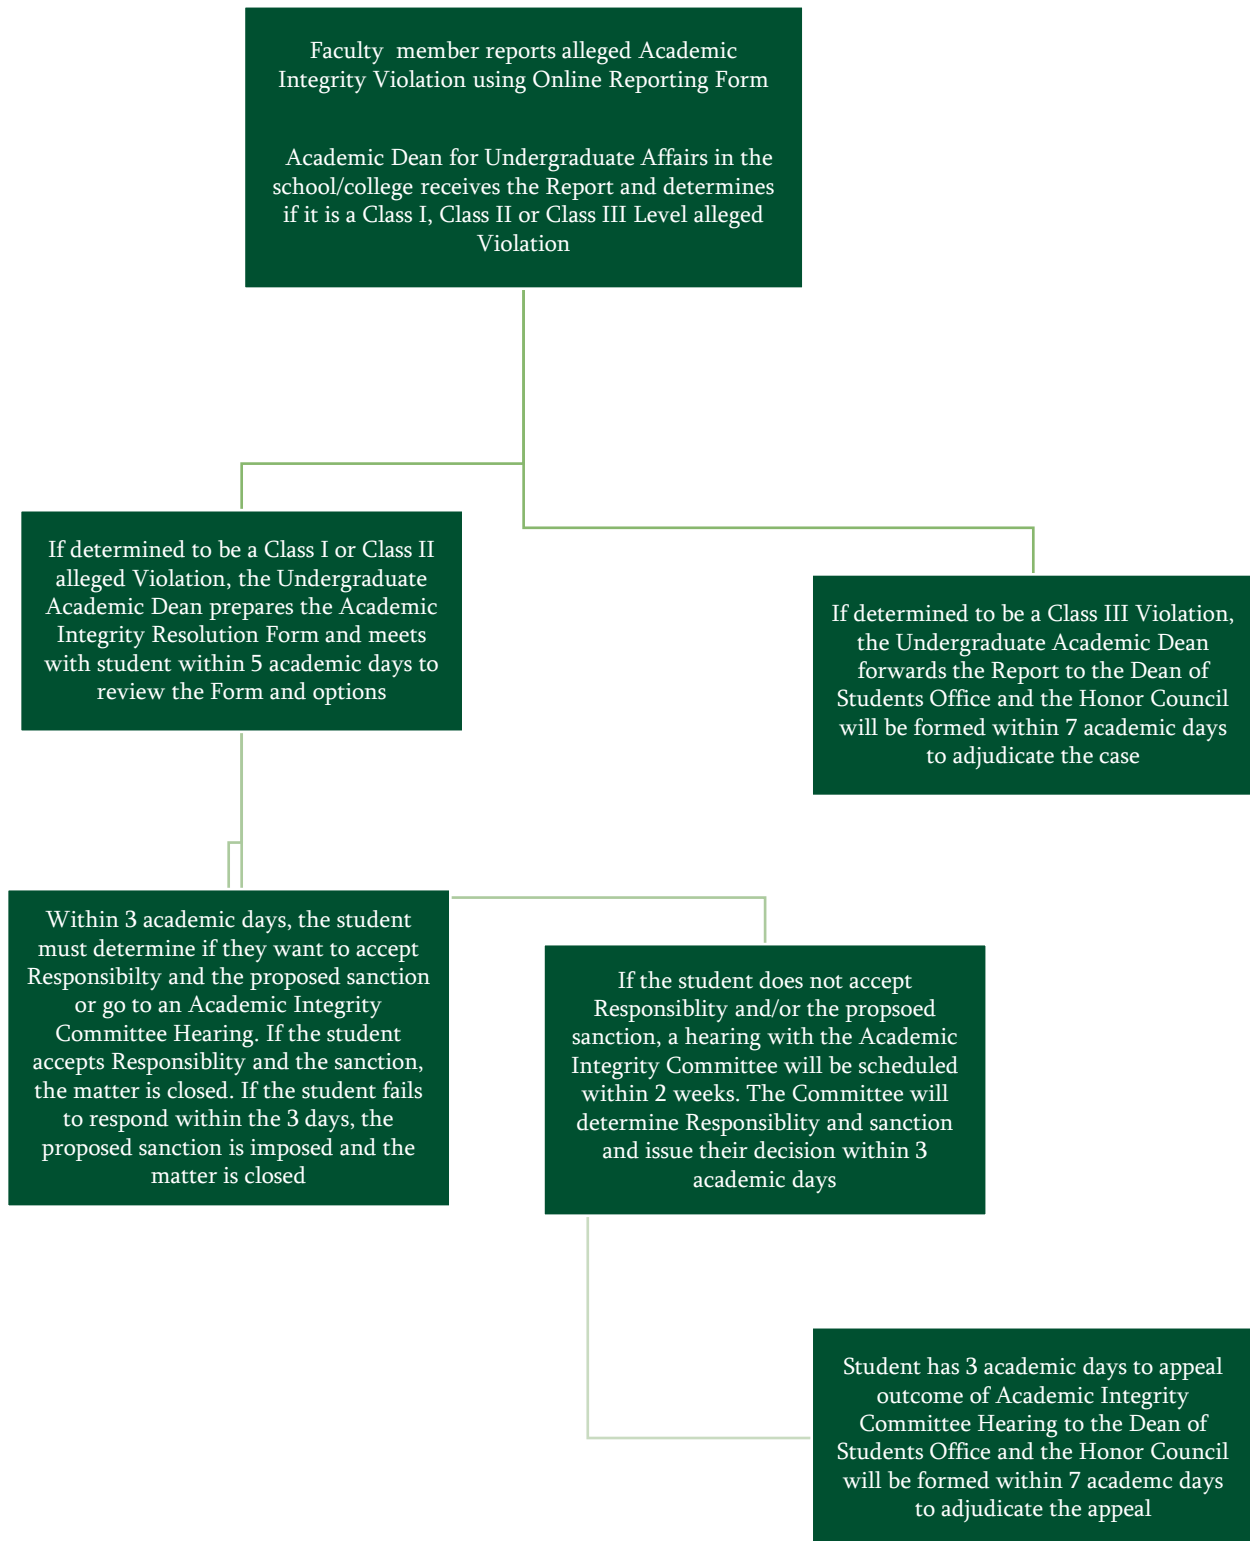 Faculty  member reports alleged Academic
Integrity Violation using Online Reporting Form
Academic Dean for Undergraduate Affairs in the
school/college receives the Report and determines
if it is a Class I, Class II or Class III Level alleged
Violation
If determined to be a Class I or Class II
alleged Violation, the Undergraduate
Academic Dean prepares the Academic
Integrity Resolution Form and meets
with student within 5 academic days to
review the Form and options
If determined to be a Class III Violation,
the Undergraduate Academic Dean
forwards the Report to the Dean of
Students Office and the Honor Council
will be formed within 7 academic days
to adjudicate the case
Within 3 academic days, the student
must determine if they want to accept
Responsibilty and the proposed sanction
or go to an Academic Integrity
Committee Hearing. If the student
accepts Responsiblity and the sanction,
the matter is closed. If the student fails
to respond within the 3 days, the
proposed sanction is imposed and the
matter is closed
If the student does not accept
Responsiblity and/or the propsoed
sanction, a hearing with the Academic
Integrity Committee will be scheduled
within 2 weeks. The Committee will
determine Responsiblity and sanction
and issue their decision within 3
academic days
Student has 3 academic days to appeal
outcome of Academic Integrity
Committee Hearing to the Dean of
Students Office and the Honor Council
will be formed within 7 academc days
to adjudicate the appeal